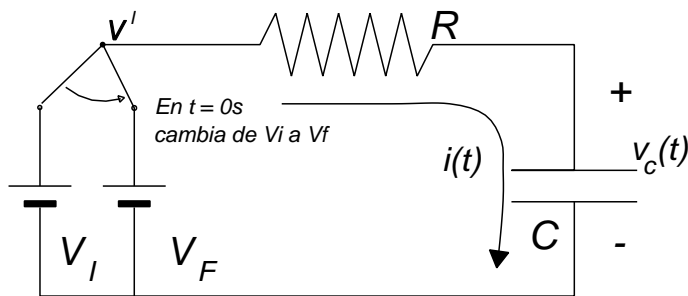 v'
R
En t = 0s
cambia de Vi a Vf
+
i(t)
v_c(t)
C
-
V_I
V_F